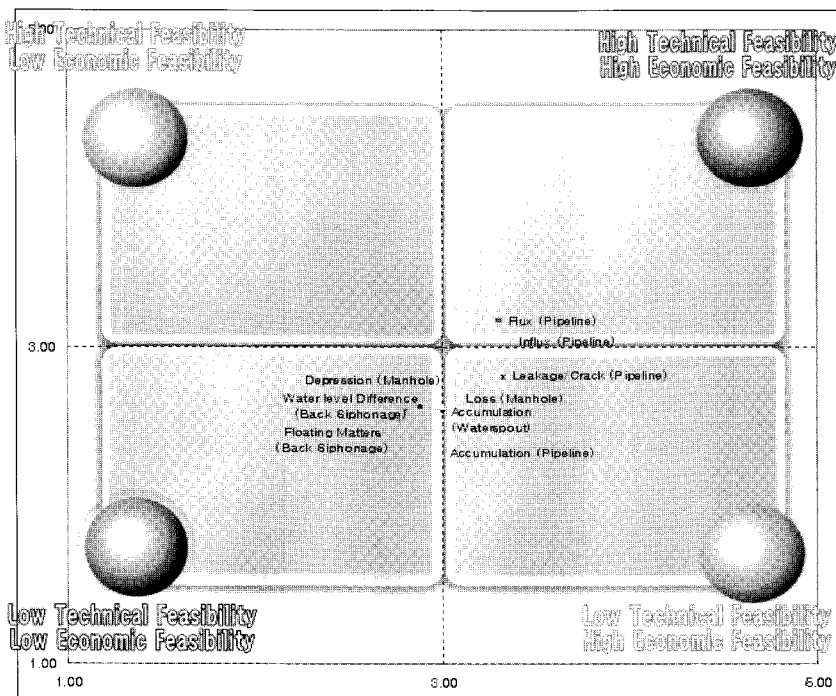 5.00
High Technical Feasibility
Low Economic Feasibility
High Technical Feasibility
High Economic Feasibility
Flux (Pipeline)
Influx (Pipeline)
3.00
Leakage/Crack (Pipeline)
Depression (Manhole)
Water level Difference
(Back Siphonage)
Loss (Manhole)
Accumulation
(Waterspout)
Floating Matters
(Back Siphonage)
Accumulation (Pipeline)
Low Technical Feasibility
Low Economic Feasibility
Low Technical Feasibility
High Economic Feasibility
1.00
1.00
3.00
5.00